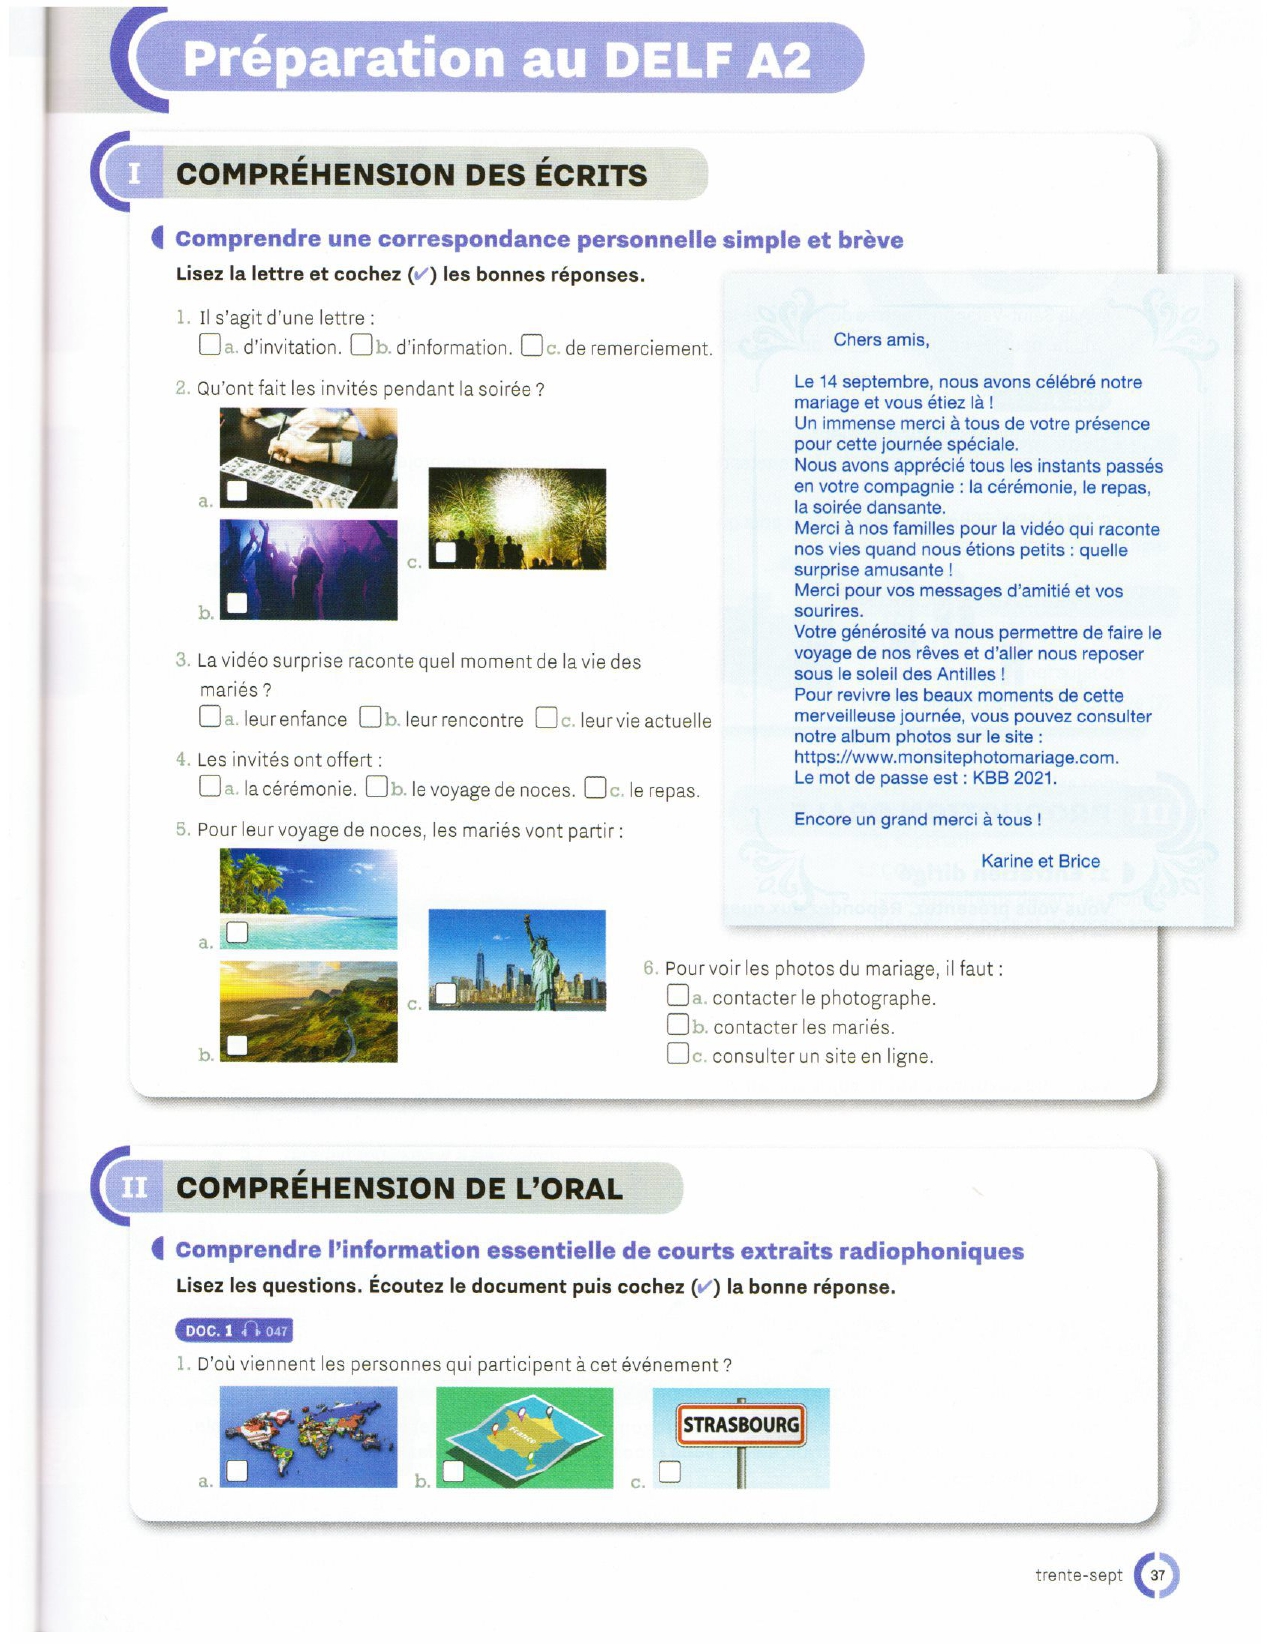 Préparation au DELF A2
I COMPRÉHENSION DES ÉCRITS
Comprendre une correspondance personnelle simple et brève
Lisez la lettre et cochez (✔) les bonnes réponses.
1. Il s'agit d'une lettre :
a. d'invitation. b. d'information. c. de remerciement.
2. Qu'ont fait les invités pendant la soirée ?
a.
b.
c.
3. La vidéo surprise raconte quel moment de la vie des
mariés ?
a. leur enfance b. leur rencontre c. leur vie actuelle
4. Les invités ont offert :
a. la cérémonie. b. le voyage de noces. c. le repas.
5. Pour leur voyage de noces, les mariés vont partir :
a.
b.
c.
Chers amis,
Le 14 septembre, nous avons célébré notre
mariage et vous étiez là !
Un immense merci à tous de votre présence
pour cette journée spéciale.
Nous avons apprécié tous les instants passés
en votre compagnie : la cérémonie, le repas,
la soirée dansante.
Merci à nos familles pour la vidéo qui raconte
nos vies quand nous étions petits : quelle
surprise amusante !
Merci pour vos messages d'amitié et vos
sourires.
Votre générosité va nous permettre de faire le
voyage de nos rêves et d'aller nous reposer
sous le soleil des Antilles !
Pour revivre les beaux moments de cette
merveilleuse journée, vous pouvez consulter
notre album photos sur le site :
https://www.monsitephotomariage.com.
Le mot de passe est : KBB 2021.
Encore un grand merci à tous !
Karine et Brice
6. Pour voir les photos du mariage, il faut :
a. contacter le photographe.
b. contacter les mariés.
c. consulter un site en ligne.
II COMPRÉHENSION DE L'ORAL
Comprendre l'information essentielle de courts extraits radiophoniques
Lisez les questions. Écoutez le document puis cochez (✔) la bonne réponse.
DOC. 1 047
1. D'où viennent les personnes qui participent à cet événement ?
a.
b.
France
c.
STRASBOURG
trente-sept 37